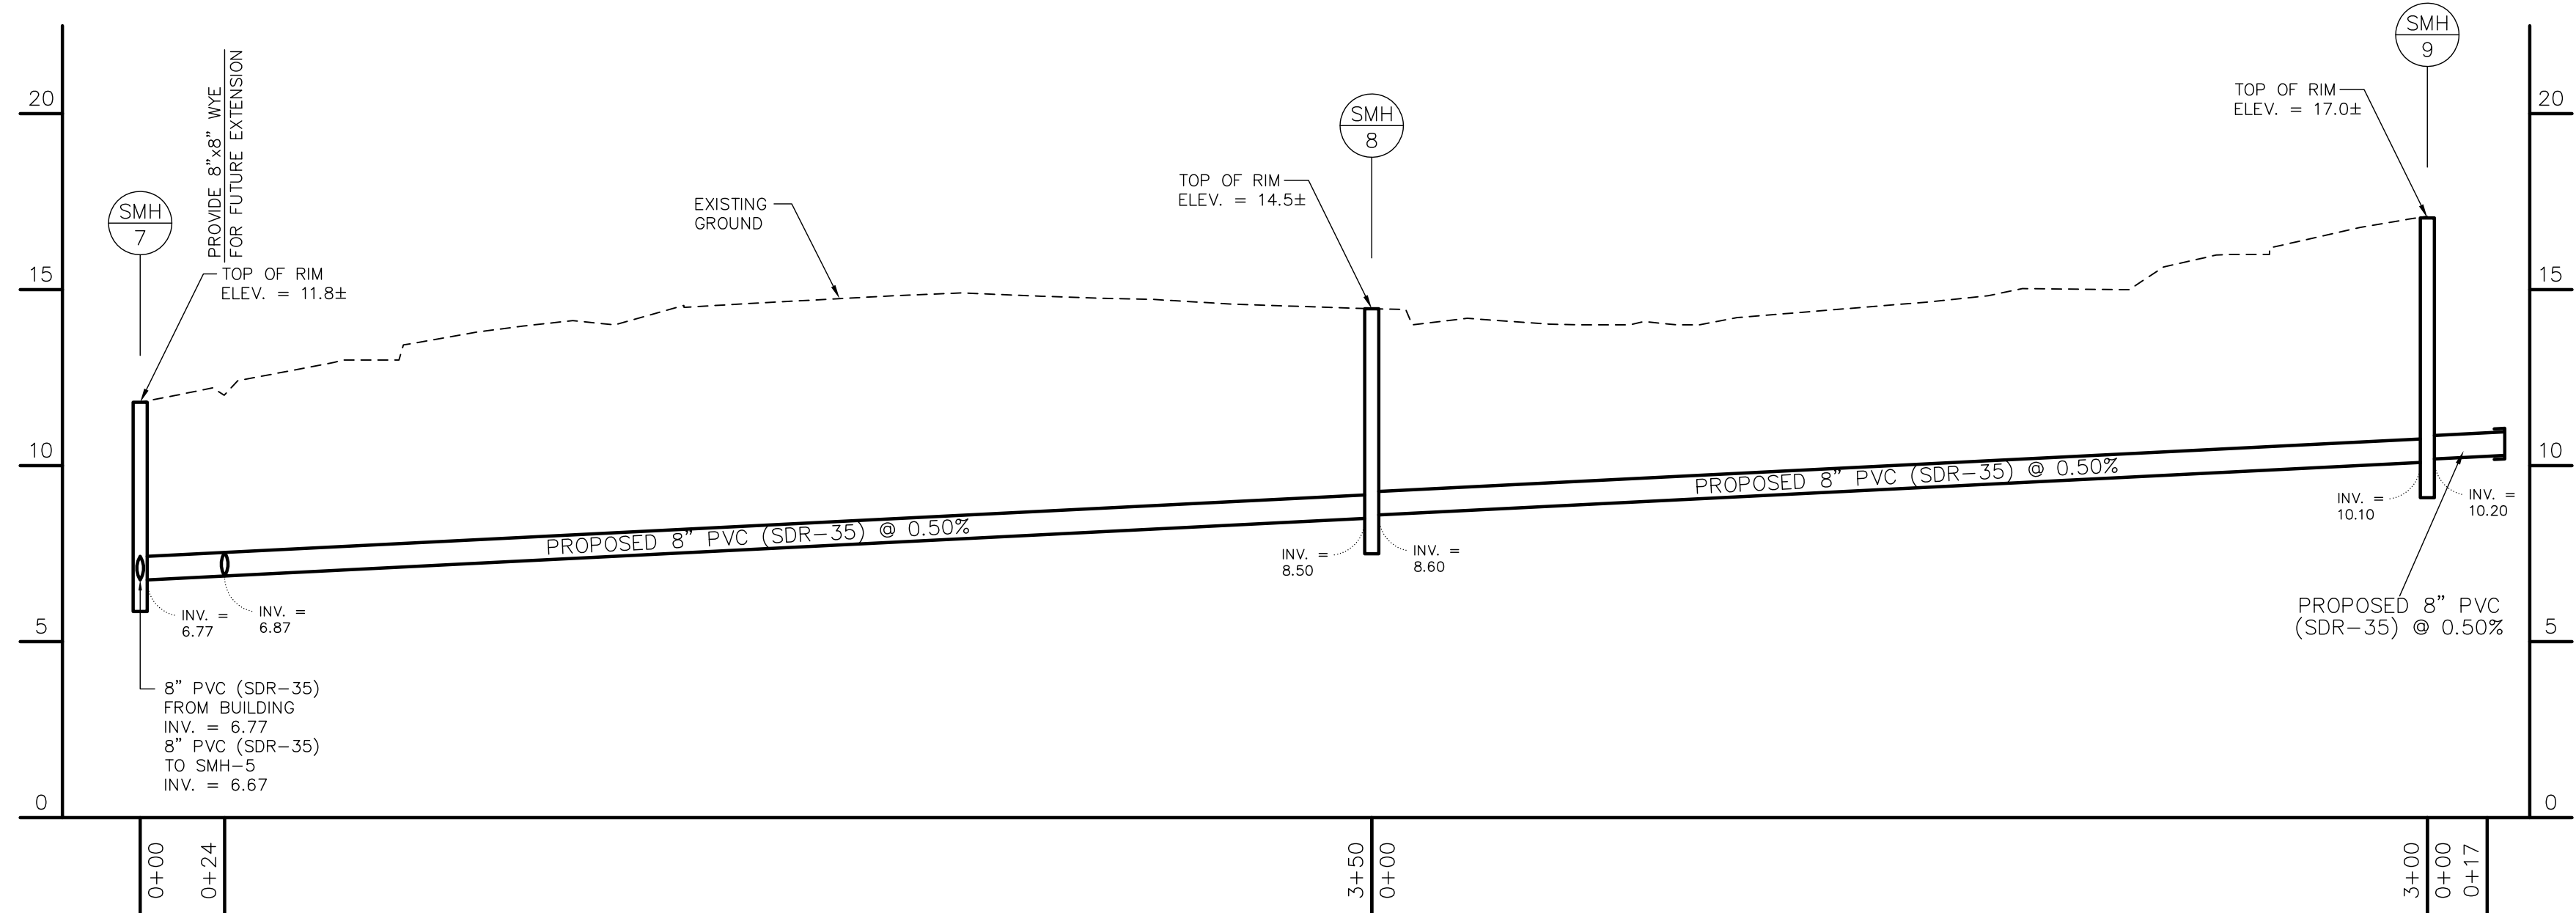 SMH
7
PROVIDE 8"x8" WYE
FOR FUTURE EXTENSION
TOP OF RIM
ELEV. = 11.8±
EXISTING
GROUND
SMH
8
TOP OF RIM
ELEV. = 14.5±
SMH
9
TOP OF RIM
ELEV. = 17.0±
20
15
10
5
0
20
15
10
5
0
PROPOSED 8" PVC (SDR-35) @ 0.50%
PROPOSED 8" PVC (SDR-35) @ 0.50%
INV. =
6.77
INV. =
6.87
INV. =
8.50
INV. =
8.60
INV. =
10.10
INV. =
10.20
PROPOSED 8" PVC
(SDR-35) @ 0.50%
8" PVC (SDR-35)
FROM BUILDING
INV. = 6.77
8" PVC (SDR-35)
TO SMH-5
INV. = 6.67
0+00
0+24
3+50
0+00
3+00
0+00
0+17